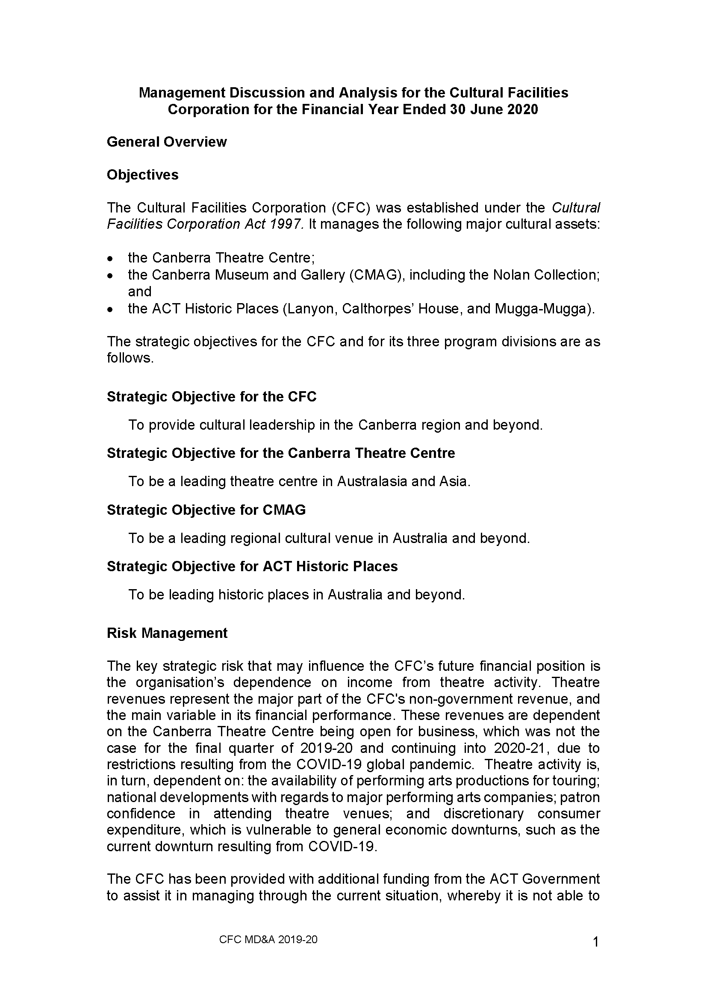 Management Discussion and Analysis for the Cultural Facilities
Corporation for the Financial Year Ended 30 June 2020
General Overview
Objectives
The Cultural Facilities Corporation (CFC) was established under the Cultural
Facilities Corporation Act 1997. It manages the following major cultural assets:
• the Canberra Theatre Centre;
• the Canberra Museum and Gallery (CMAG), including the Nolan Collection;
and
• the ACT Historic Places (Lanyon, Calthorpes’ House, and Mugga-Mugga).
The strategic objectives for the CFC and for its three program divisions are as
follows.
Strategic Objective for the CFC
To provide cultural leadership in the Canberra region and beyond.
Strategic Objective for the Canberra Theatre Centre
To be a leading theatre centre in Australasia and Asia.
Strategic Objective for CMAG
To be a leading regional cultural venue in Australia and beyond.
Strategic Objective for ACT Historic Places
To be leading historic places in Australia and beyond.
Risk Management
The key strategic risk that may influence the CFC’s future financial position is
the organisation’s dependence on income from theatre activity. Theatre
revenues represent the major part of the CFC's non-government revenue, and
the main variable in its financial performance. These revenues are dependent
on the Canberra Theatre Centre being open for business, which was not the
case for the final quarter of 2019-20 and continuing into 2020-21, due to
restrictions resulting from the COVID-19 global pandemic. Theatre activity is,
in turn, dependent on: the availability of performing arts productions for touring;
national developments with regards to major performing arts companies; patron
confidence in attending theatre venues; and discretionary consumer
expenditure, which is vulnerable to general economic downturns, such as the
current downturn resulting from COVID-19.
The CFC has been provided with additional funding from the ACT Government
to assist it in managing through the current situation, whereby it is not able to
CFC MD&A 2019-20 1